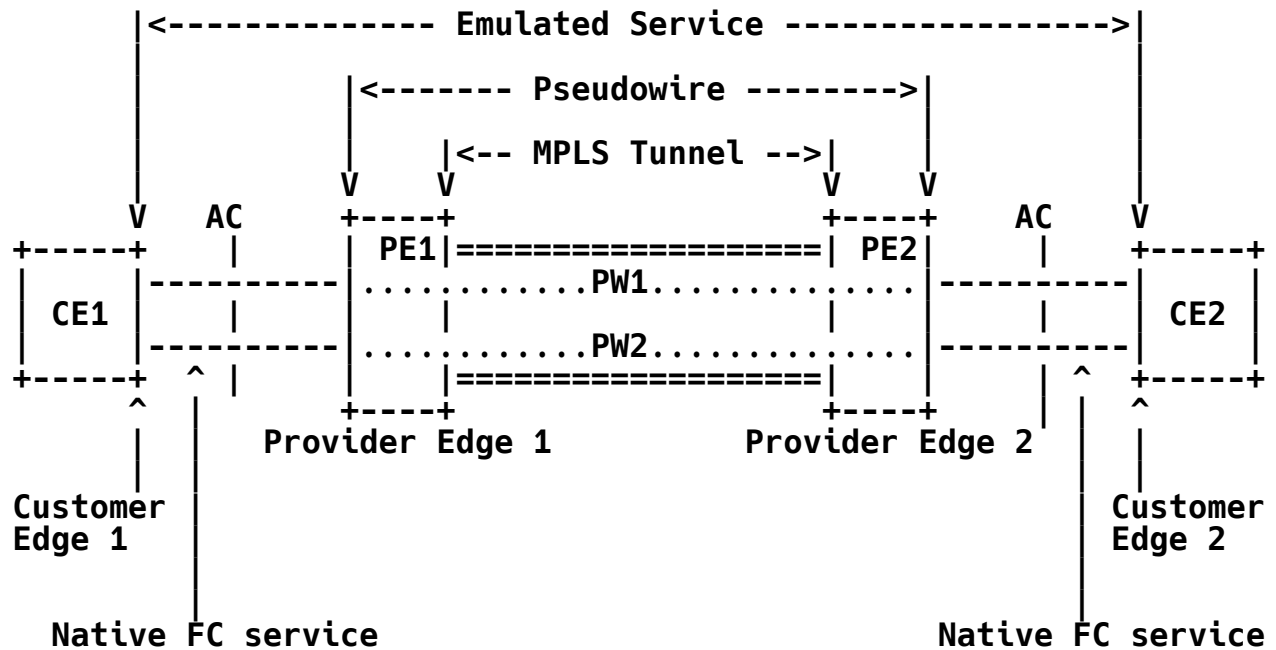 |<-------------- Emulated Service ---------------->|
|<------- Pseudowire -------->|
|<-- MPLS Tunnel -->|
V V V V
V AC +----+ +----+ AC V
+-----+ | | PE1|===================| PE2| | +-----+
| |----------|............PW1..............|----------| |
| CE1 | | | | | | | | CE2 |
| |----------|............PW2..............|----------| |
+-----+ ^ | | |===================| | | ^ +-----+
^ | +----+ +----+ | | ^
| | Provider Edge 1 Provider Edge 2 | |
| | | |
Customer | | Customer
Edge 1 | | Edge 2
| |
| |
Native FC service Native FC service